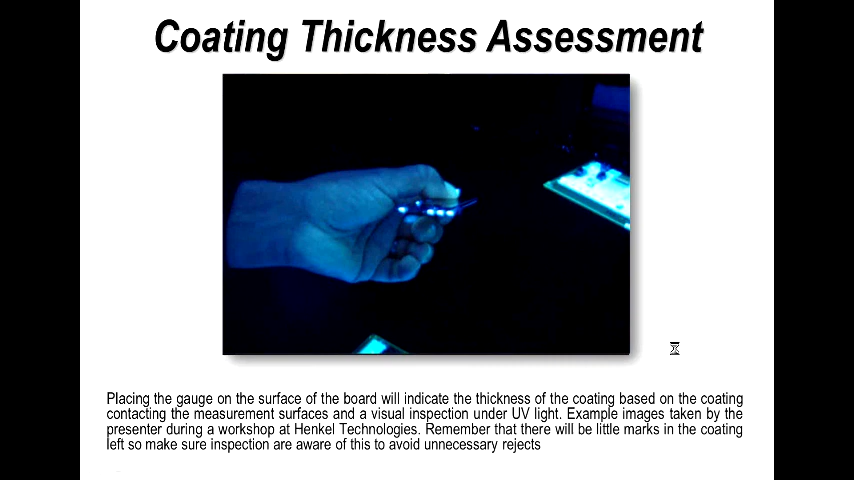 Coating Thickness Assessment
Placing the gauge on the surface of the board will indicate the thickness of the coating based on the coating
contacting the measurement surfaces and a visual inspection under UV light. Example images taken by the
presenter during a workshop at Henkel Technologies. Remember that there will be little marks in the coating
left so make sure inspection are aware of this to avoid unnecessary rejects